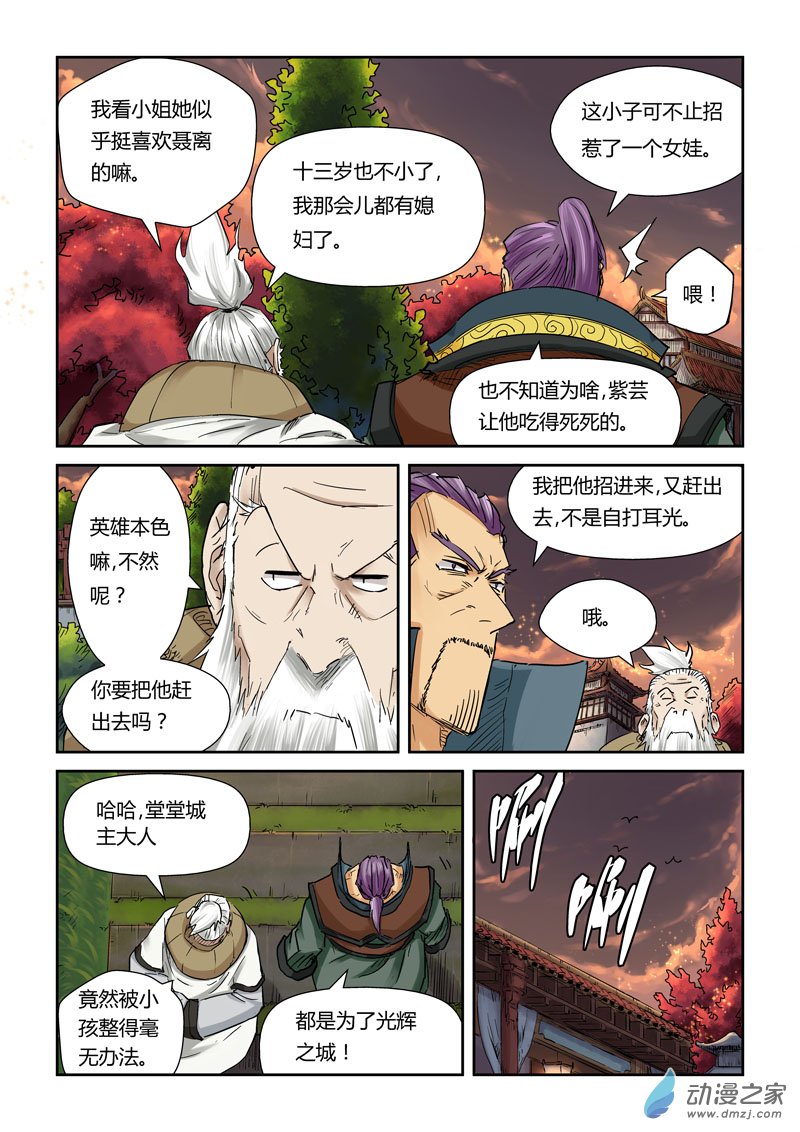 我看小姐她似
乎挺喜欢聂离
的嘛。
十三岁也不小了,
我那会儿都有媳
妇了。
这小子可不止招
惹了一个女娃。
喂!
也不知道为啥,紫芸
让他吃得死死的。
英雄本色
嘛,不然
呢?
你要把他赶
出去吗?
我把他招进来,又赶出
去,不是自打耳光。
哦。
哈哈,堂堂城
主大人
竟然被小
孩整得毫
无办法。
都是为了光辉
之城!
唰
唰
动漫之家
www.dmzj.com